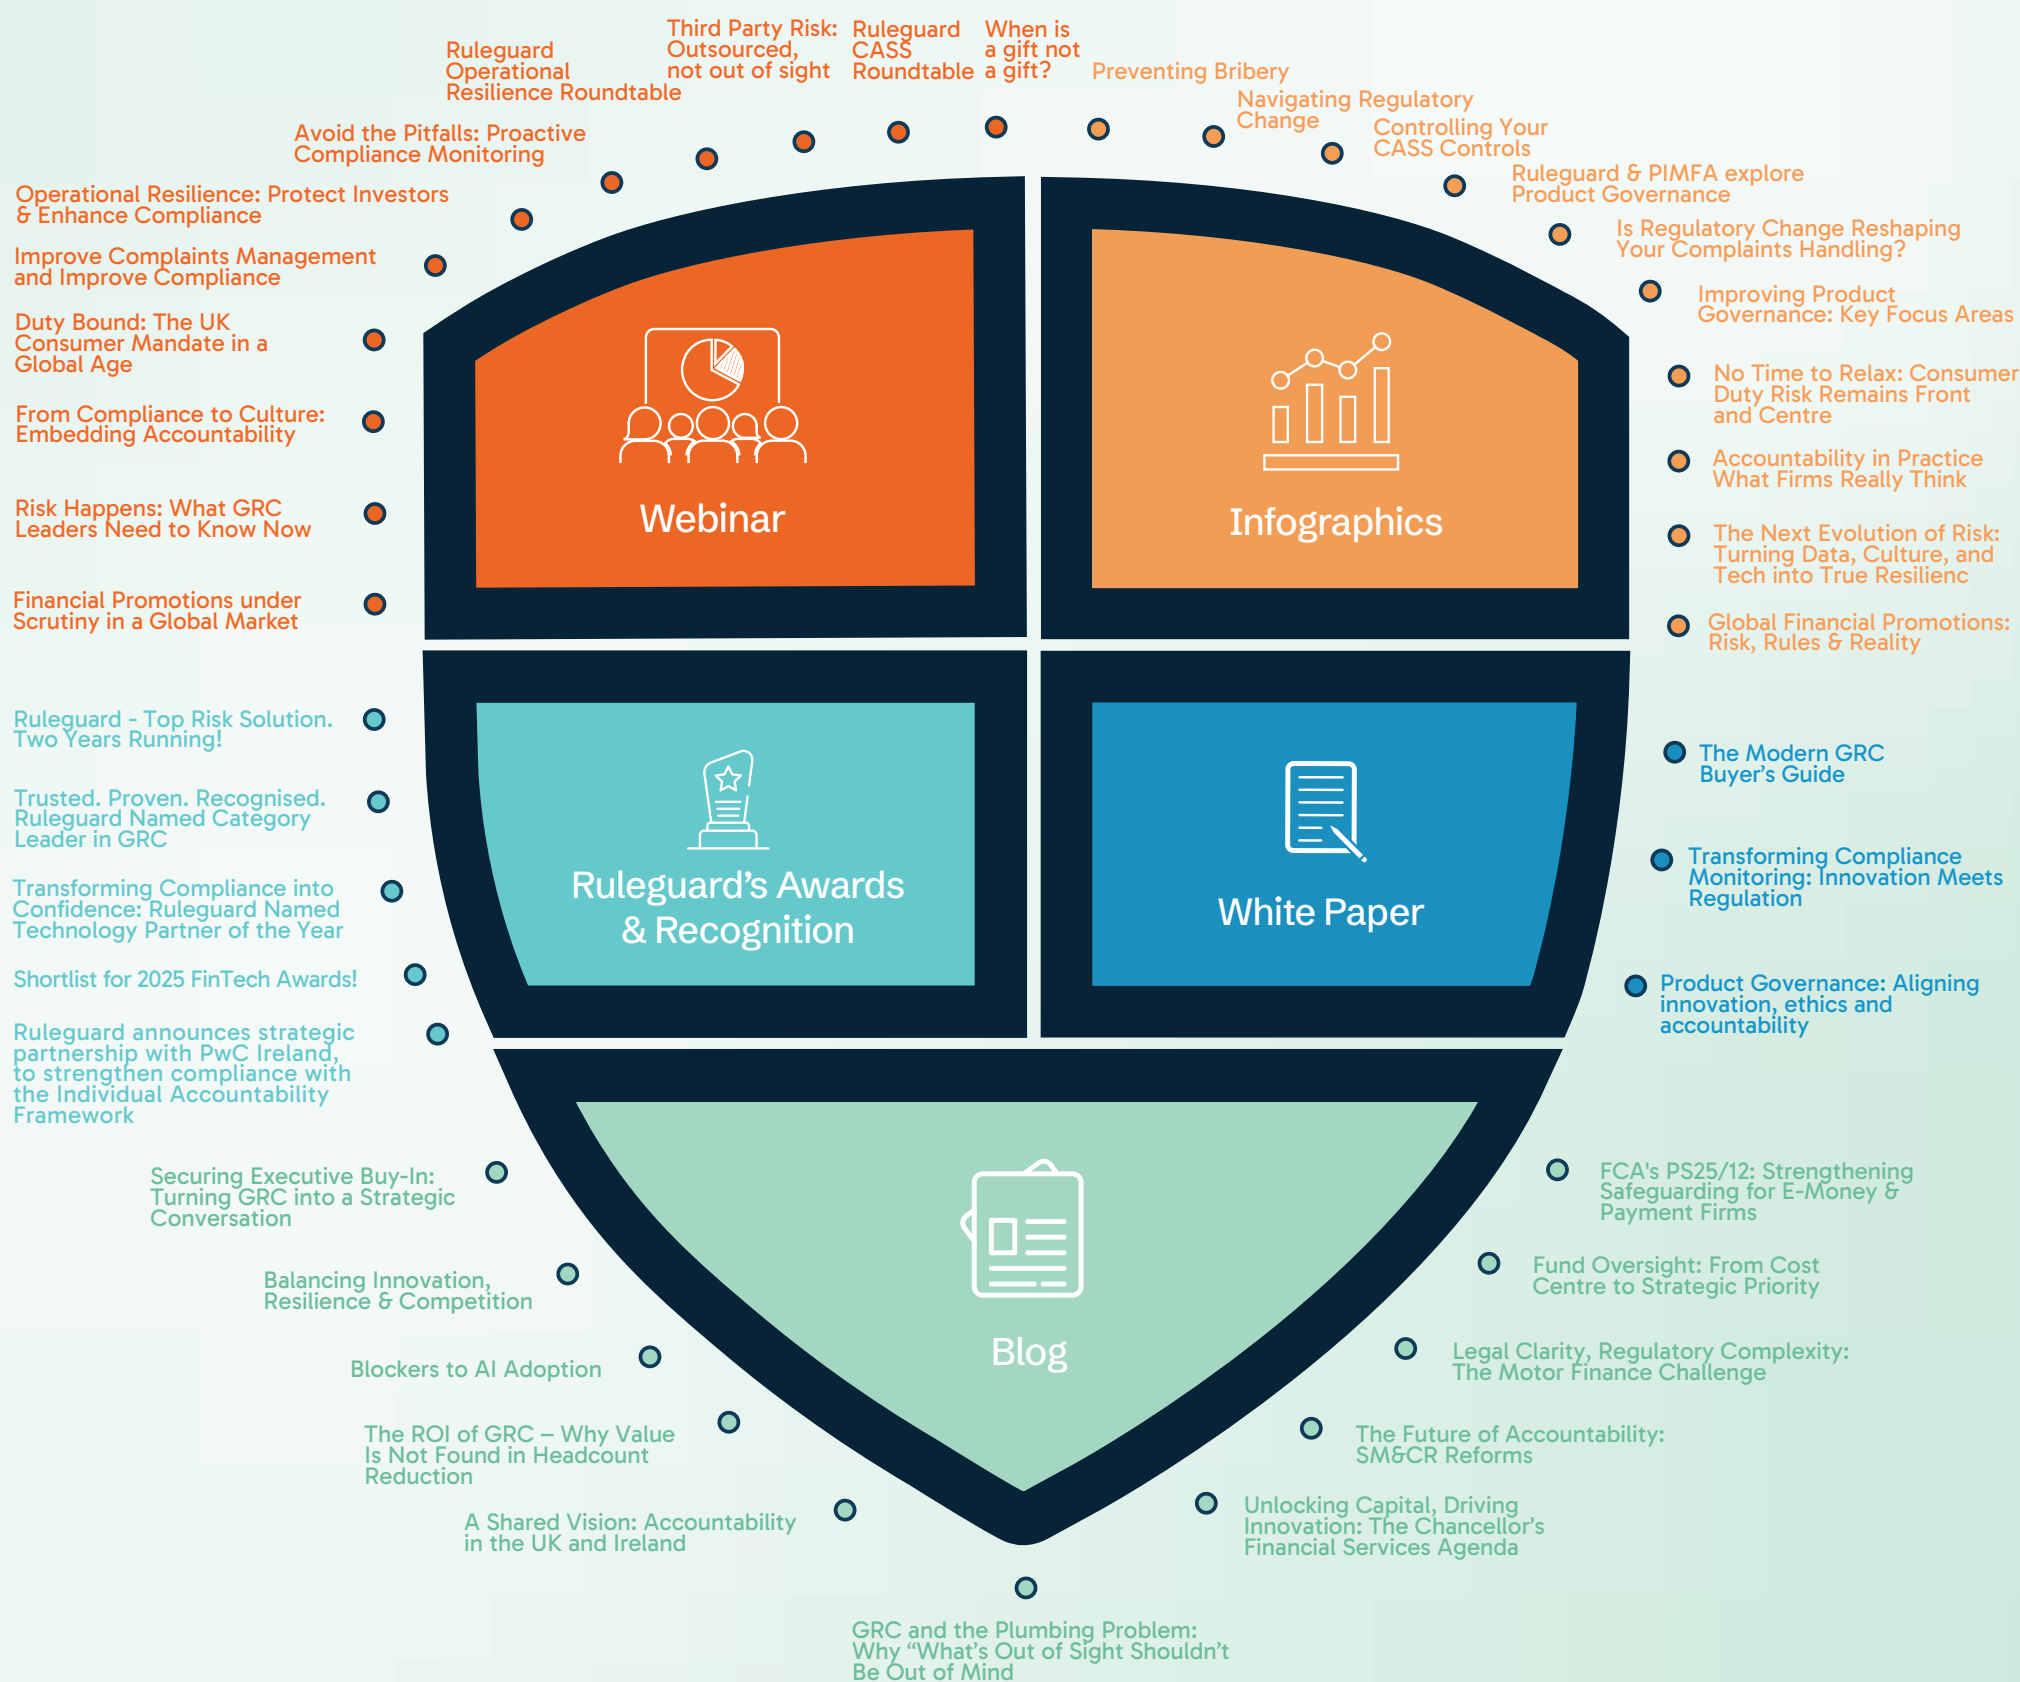 Third Party Risk:
Outsourced,
not out of sight
Ruleguard
CASS
Roundtable
When is
a gift not
a gift?
Ruleguard
Operational
Resilience Roundtable
Preventing Bribery
Navigating Regulatory
Change
Controlling Your
CASS Controls
Avoid the Pitfalls: Proactive
Compliance Monitoring
Ruleguard & PIMFA explore
Product Governance
Operational Resilience: Protect Investors
& Enhance Compliance
Is Regulatory Change Reshaping
Your Complaints Handling?
Improve Complaints Management
and Improve Compliance
Improving Product
Governance: Key Focus Areas
Duty Bound: The UK
Consumer Mandate in a
Global Age
No Time to Relax: Consumer
Duty Risk Remains Front
and Centre
From Compliance to Culture:
Embedding Accountability
Accountability in Practice
What Firms Really Think
Risk Happens: What GRC
Leaders Need to Know Now
Webinar
Infographics
The Next Evolution of Risk:
Turning Data, Culture, and
Tech into True Resilienc
Financial Promotions under
Scrutiny in a Global Market
Global Financial Promotions:
Risk, Rules & Reality
Ruleguard - Top Risk Solution.
Two Years Running!
The Modern GRC
Buyer's Guide
Trusted. Proven. Recognised.
Ruleguard Named Category
Leader in GRC
Transforming Compliance
Monitoring: Innovation Meets
Regulation
Transforming Compliance into
Confidence: Ruleguard Named
Technology Partner of the Year
Ruleguard's Awards
& Recognition
White Paper
Shortlist for 2025 FinTech Awards!
Product Governance: Aligning
innovation, ethics and
accountability
Ruleguard announces strategic
partnership with PwC Ireland,
to strengthen compliance with
the Individual Accountability
Framework
Securing Executive Buy-In:
Turning GRC into a Strategic
Conversation
FCA's PS25/12: Strengthening
Safeguarding for E-Money &
Payment Firms
Balancing Innovation,
Resilience & Competition
Fund Oversight: From Cost
Centre to Strategic Priority
Blog
Blockers to AI Adoption
Legal Clarity, Regulatory Complexity:
The Motor Finance Challenge
The ROI of GRC – Why Value
Is Not Found in Headcount
Reduction
The Future of Accountability:
SM&CR Reforms
A Shared Vision: Accountability
in the UK and Ireland
Unlocking Capital, Driving
Innovation: The Chancellor's
Financial Services Agenda
GRC and the Plumbing Problem:
Why “What's Out of Sight Shouldn't
Be Out of Mind